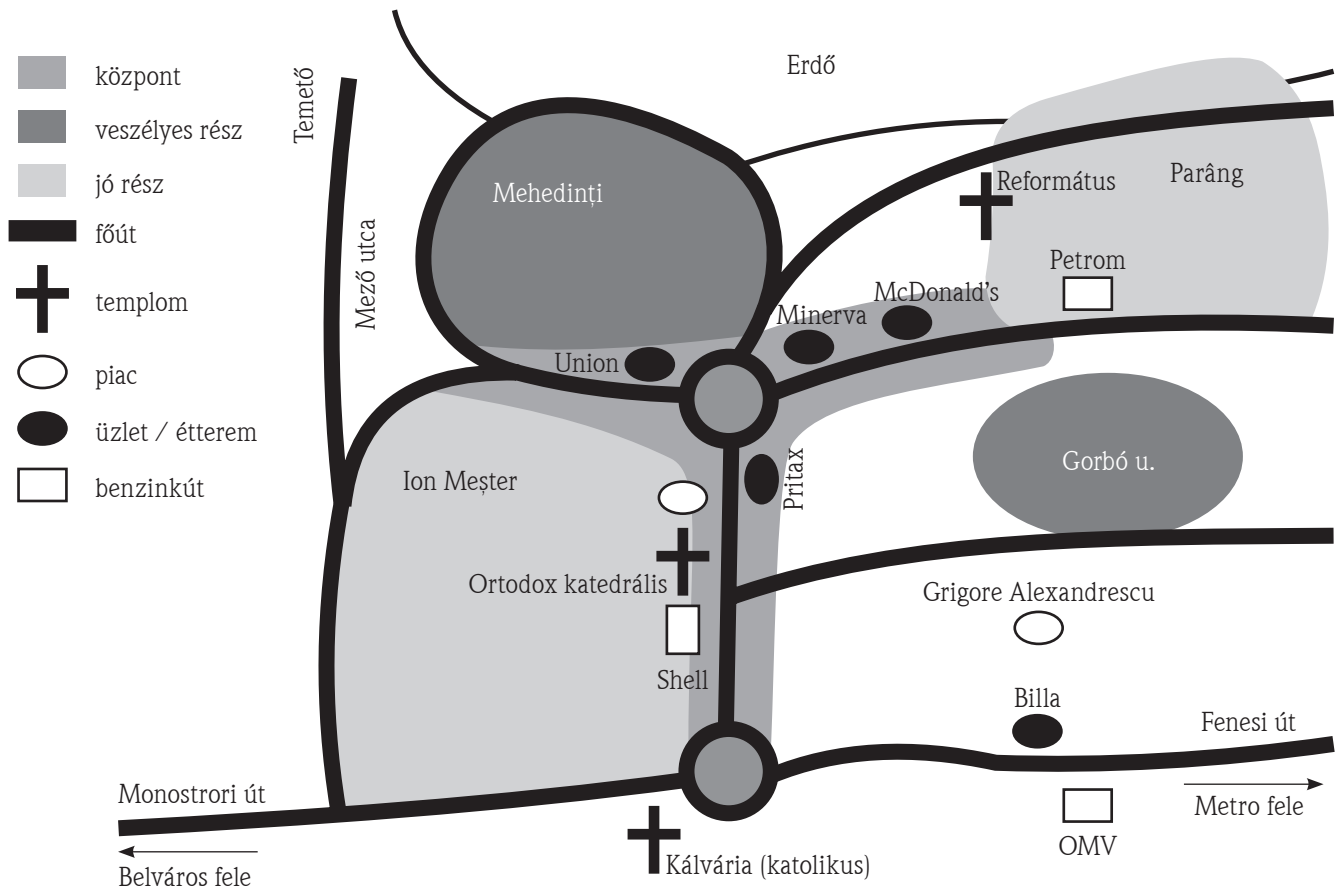 központ
veszélyes rész
jó rész
főút
templom
piac
üzlet / étterem
benzinkút
Temető
Mező utca
Erdő
Mehedinți
Református
Parâng
Petrom
McDonald's
Minerva
Union
Pritax
Ion Meșter
Gorbó u.
Ortodox katedrális
Shell
Grigore Alexandrescu
Billa
Fenesi út
Metro fele
OMV
Monostrori út
Belváros fele
Kálvária (katolikus)